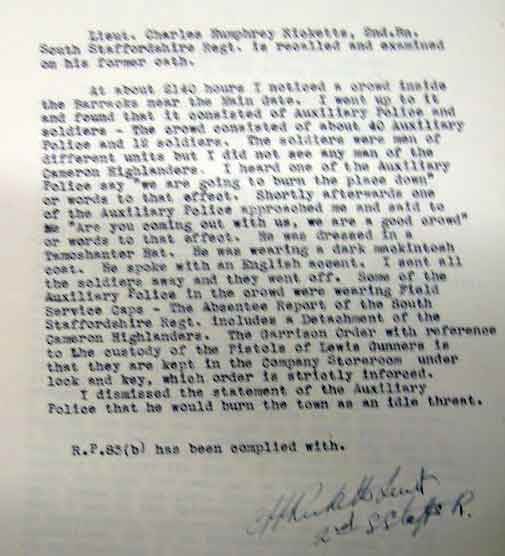 Lieut. Charles Humphrey Ricketts, 2nd.Bn.
South Staffordshire Regt. is recalled and examined
on his former oath.
At about 2140 hours I noticed a crowd inside
the Barracks near the Main Gate. I went up to it
and found that it consisted of Auxiliary Police and
soldiers - The crowd consisted of about 40 Auxiliary
Police and 12 soldiers. The soldiers were men of
different units but I did not see any man of the
Cameron Highlanders. I heard one of the Auxiliary
Police say "we are going to burn the place down"
or words to that effect. Shortly afterwards one
of the Auxiliary Police approached me and said to
me "Are you coming out with us, we are a good crowd"
or words to that effect. He was dressed in a
Tamoshanter Hat. He was wearing a dark mackintosh
coat. He spoke with an English accent. I sent all
the soldiers away and they went off. Some of the
Auxiliary Police in the crowd were wearing Field
Service Caps - The Absentee Report of the South
Staffordshire Regt. includes a Detachment of the
Cameron Highlanders. The Garrison Order with reference
to the custody of the Pistols of Lewis Gunners is
that they are kept in the Company Storeroom under
lock and key, which order is strictly inforced.
I dismissed the statement of the Auxiliary
Police that he would burn the town as an idle threat.
R.P.83(b) has been complied with.
CHRicketts Lieut
2nd S Staffs R.